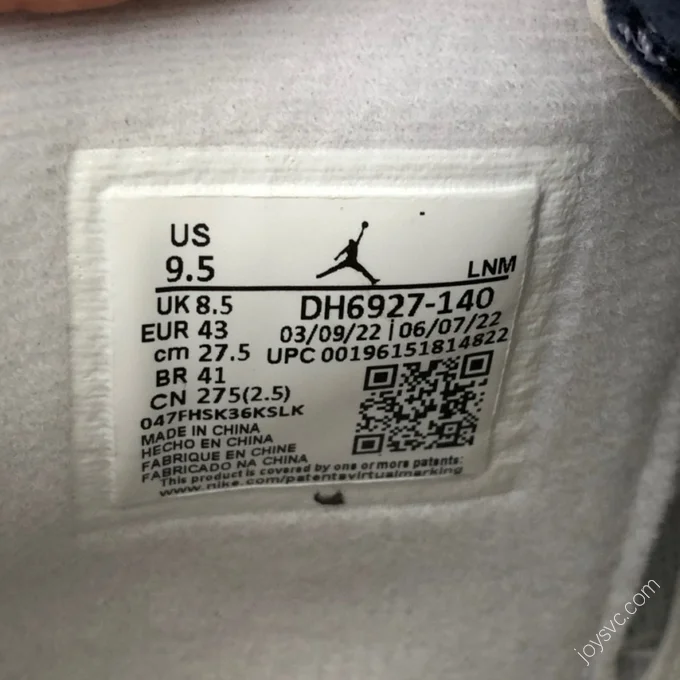 US
9.5
LNM
UK 8.5
DH6927-140
EUR 43
03/09/22 | 06/07/22
cm 27.5
UPC 00196151814822
BR 41
CN 275(2.5)
047FHSK36KSLK
MADE IN CHINA
HECHO EN CHINA
FABRIQUE EN CHINE
FABRICADO NA CHINA
This product is covered by one or more patents:
www.nike.com/patentsvirtualmarking
joysvc.com